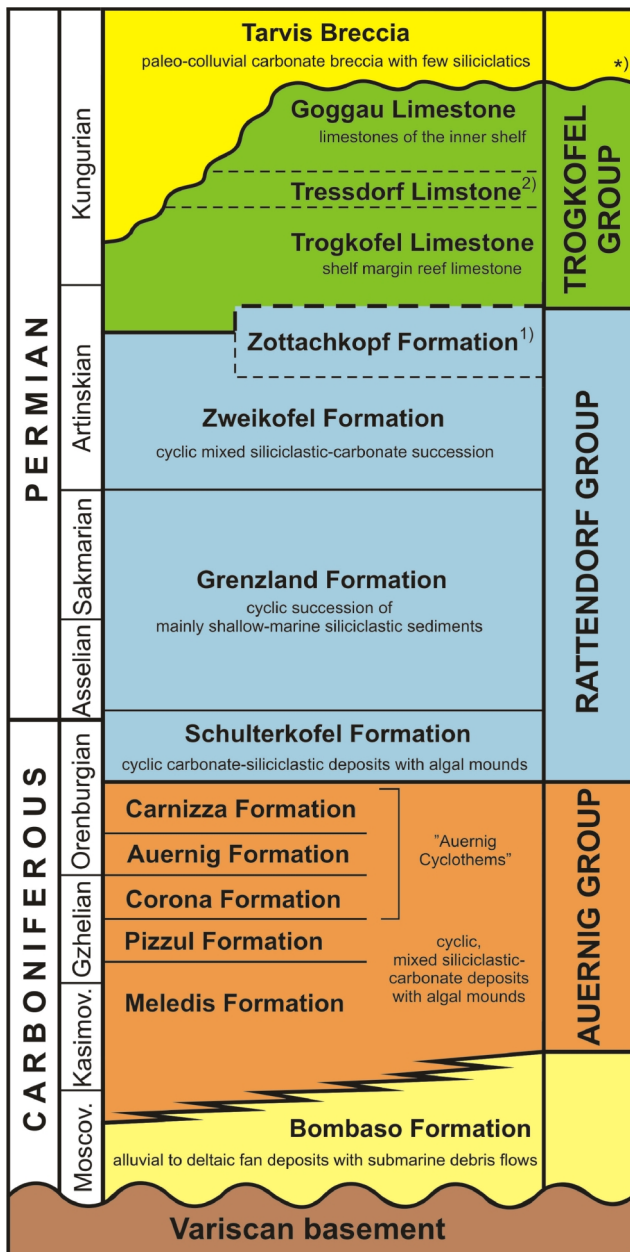 Tarvis Breccia
paleo-colluvial carbonate breccia with few siliciclatics
*)
Goggau Limestone
limestones of the inner shelf
Tressdorf Limstone2)
Trogkofel Limestone
shelf margin reef limestone
TROGKOFEL
GROUP
Kungurian
PERMIAN
Zottachkopf Formation1)
Artinskian
Zweikofel Formation
cyclic mixed siliciclastic-carbonate succession
RATTENDORF GROUP
Sakmarian
Grenzland Formation
cyclic succession of
mainly shallow-marine siliciclastic sediments
Asselian
Schulterkofel Formation
cyclic carbonate-siliciclastic deposits with algal mounds
CARBONIFEROUS
Orenburgian
Carnizza Formation
Auernig Formation
"Auernig
Cyclothems"
AUERNIG GROUP
Gzhelian
Corona Formation
Pizzul Formation
cyclic,
mixed siliciclastic-
carbonate deposits
with algal mounds
Kasimov.
Meledis Formation
Moscov.
Bombaso Formation
alluvial to deltaic fan deposits with submarine debris flows
Variscan basement